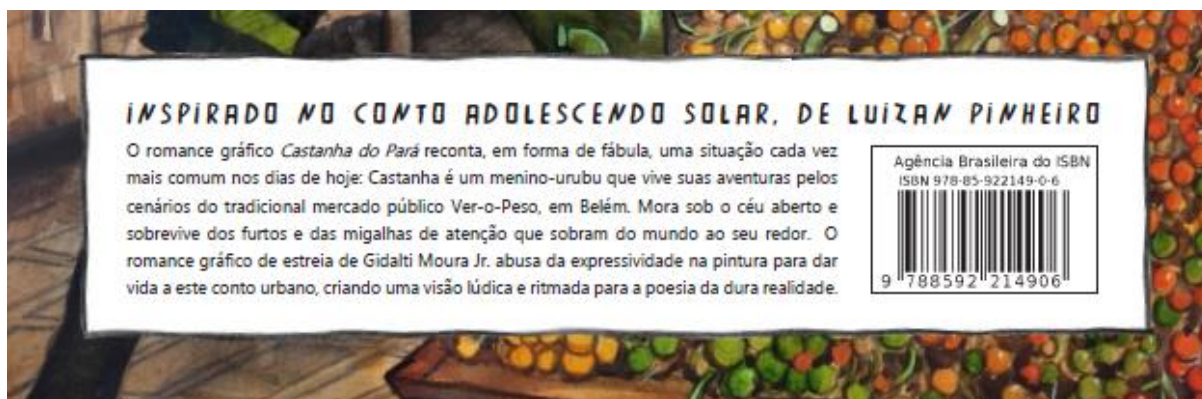 INSPIRADO NO CONTO ADOLESCENDO SOLAR, DE LUIZAN PINHEIRO
O romance gráfico Castanha do Pará reconta, em forma de fábula, uma situação cada vez
mais comum nos dias de hoje: Castanha é um menino-urubu que vive suas aventuras pelos
cenários do tradicional mercado público Ver-o-Peso, em Belém. Mora sob o céu aberto e
sobrevive dos furtos e das migalhas de atenção que sobram do mundo ao seu redor. O
romance gráfico de estreia de Gidalti Moura Jr. abusa da expressividade na pintura para dar
vida a este conto urbano, criando uma visão lúdica e ritmada para a poesia da dura realidade.
Agência Brasileira do ISBN
ISBN 978-85-922149-0-6
9 788592 214906